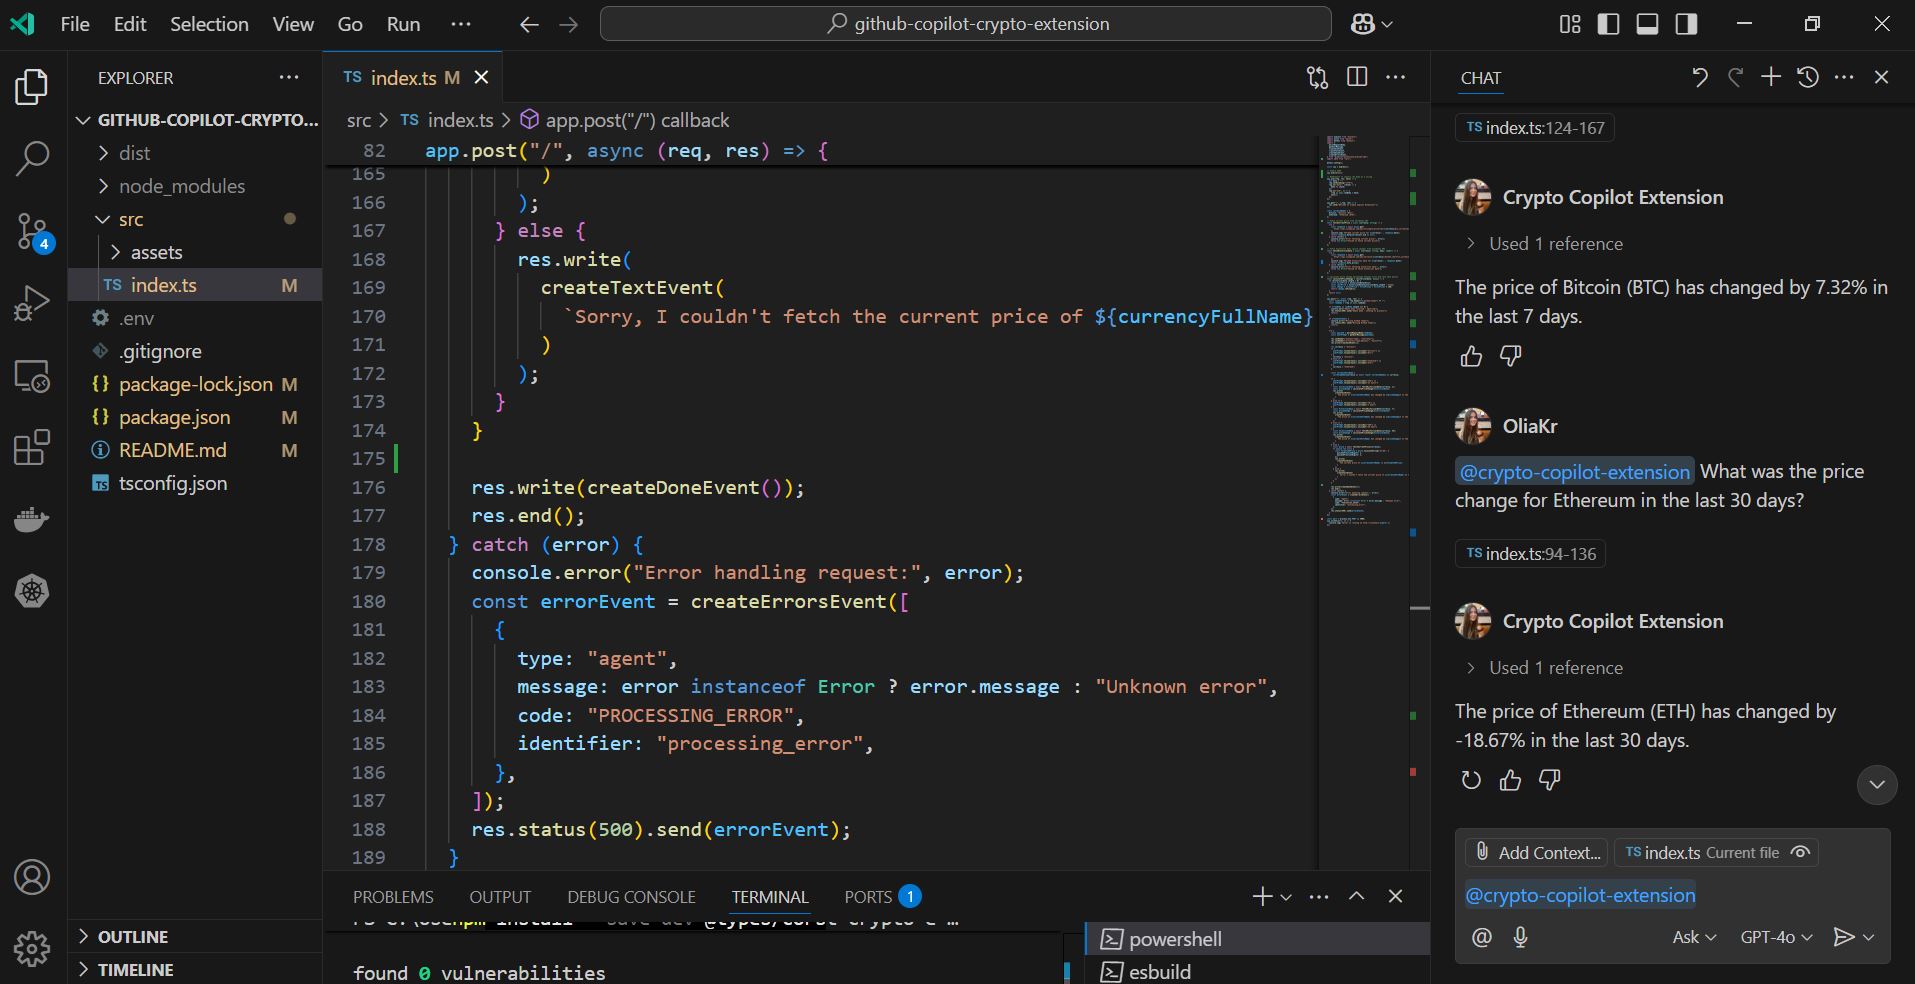 File Edit Selection View Go Run ···
github-copilot-crypto-extension
EXPLORER
GITHUB-COPILOT-CRYPTO...
dist
node_modules
src
assets
TS index.ts M
.env
.gitignore
{} package-lock.json M
{} package.json M
README.md M
TS tsconfig.json
OUTLINE
TIMELINE
4
TS index.ts M
src > TS index.ts > app.post("/") callback
82 app.post("/", async (req, res) => {
165 )
166 );
167 } else {
168 res.write(
169 createTextEvent(
170 `Sorry, I couldn't fetch the current price of ${currencyFullName}
171 )
172 );
173 }
174 }
175
176 res.write(createDoneEvent());
177 res.end();
178 } catch (error) {
179 console.error("Error handling request:", error);
180 const errorEvent = createErrorsEvent([
181 {
182 type: "agent",
183 message: error instanceof Error ? error.message : "Unknown error",
184 code: "PROCESSING_ERROR",
185 identifier: "processing_error",
186 },
187 ]);
188 res.status(500).send(errorEvent);
189 }
PROBLEMS OUTPUT DEBUG CONSOLE TERMINAL PORTS 1
found 0 vulnerabilities
powershell
esbuild
CHAT
TS index.ts:124-167
Crypto Copilot Extension
Used 1 reference
The price of Bitcoin (BTC) has changed by 7.32% in
the last 7 days.
OliaKr
@crypto-copilot-extension What was the price
change for Ethereum in the last 30 days?
TS index.ts:94-136
Crypto Copilot Extension
Used 1 reference
The price of Ethereum (ETH) has changed by
-18.67% in the last 30 days.
Add Context... TS index.ts Current file
@crypto-copilot-extension
@ Ask GPT-4o